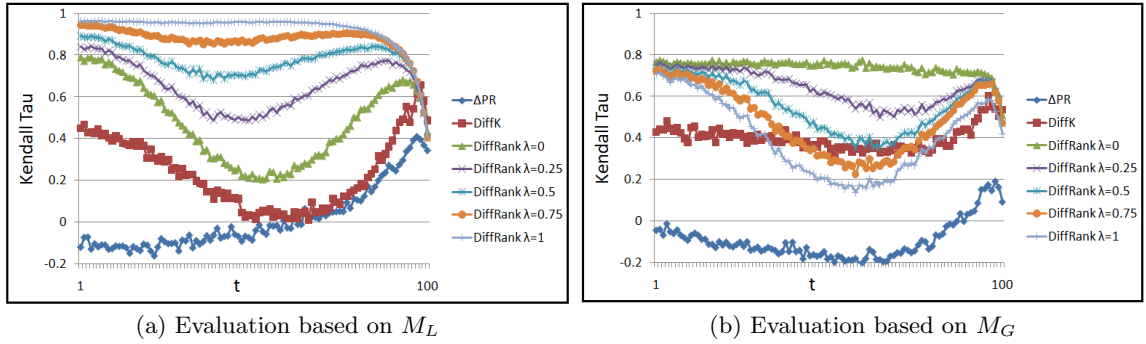 Kendall Tau
1
0.8
0.6
0.4
0.2
0
-0.2
1
t
100
ΔPR
DiffK
DiffRank λ=0
DiffRank λ=0.25
DiffRank λ=0.5
DiffRank λ=0.75
DiffRank λ=1
(a) Evaluation based on M_L
Kendall Tau
1
0.8
0.6
0.4
0.2
0
-0.2
1
t
100
ΔPR
DiffK
DiffRank λ=0
DiffRank λ=0.25
DiffRank λ=0.5
DiffRank λ=0.75
DiffRank λ=1
(b) Evaluation based on M_G